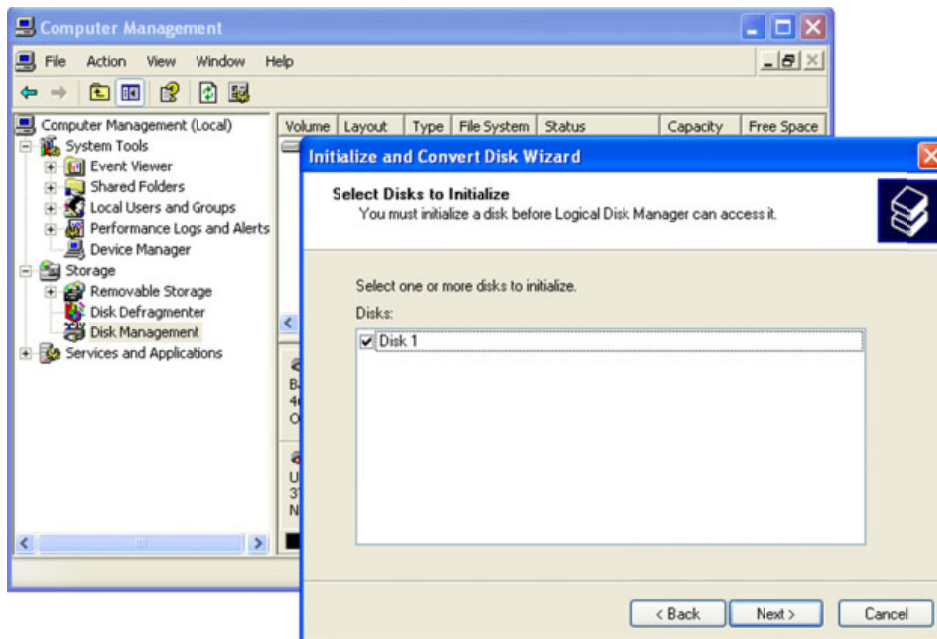 Computer Management
File Action View Window Help
Computer Management (Local)
System Tools
Event Viewer
Shared Folders
Local Users and Groups
Performance Logs and Alerts
Device Manager
Storage
Removable Storage
Disk Defragmenter
Disk Management
Services and Applications
Volume Layout Type File System Status Capacity Free Space
Initialize and Convert Disk Wizard
Select Disks to Initialize
You must initialize a disk before Logical Disk Manager can access it.
Select one or more disks to initialize.
Disks:
Disk 1
< Back Next > Cancel